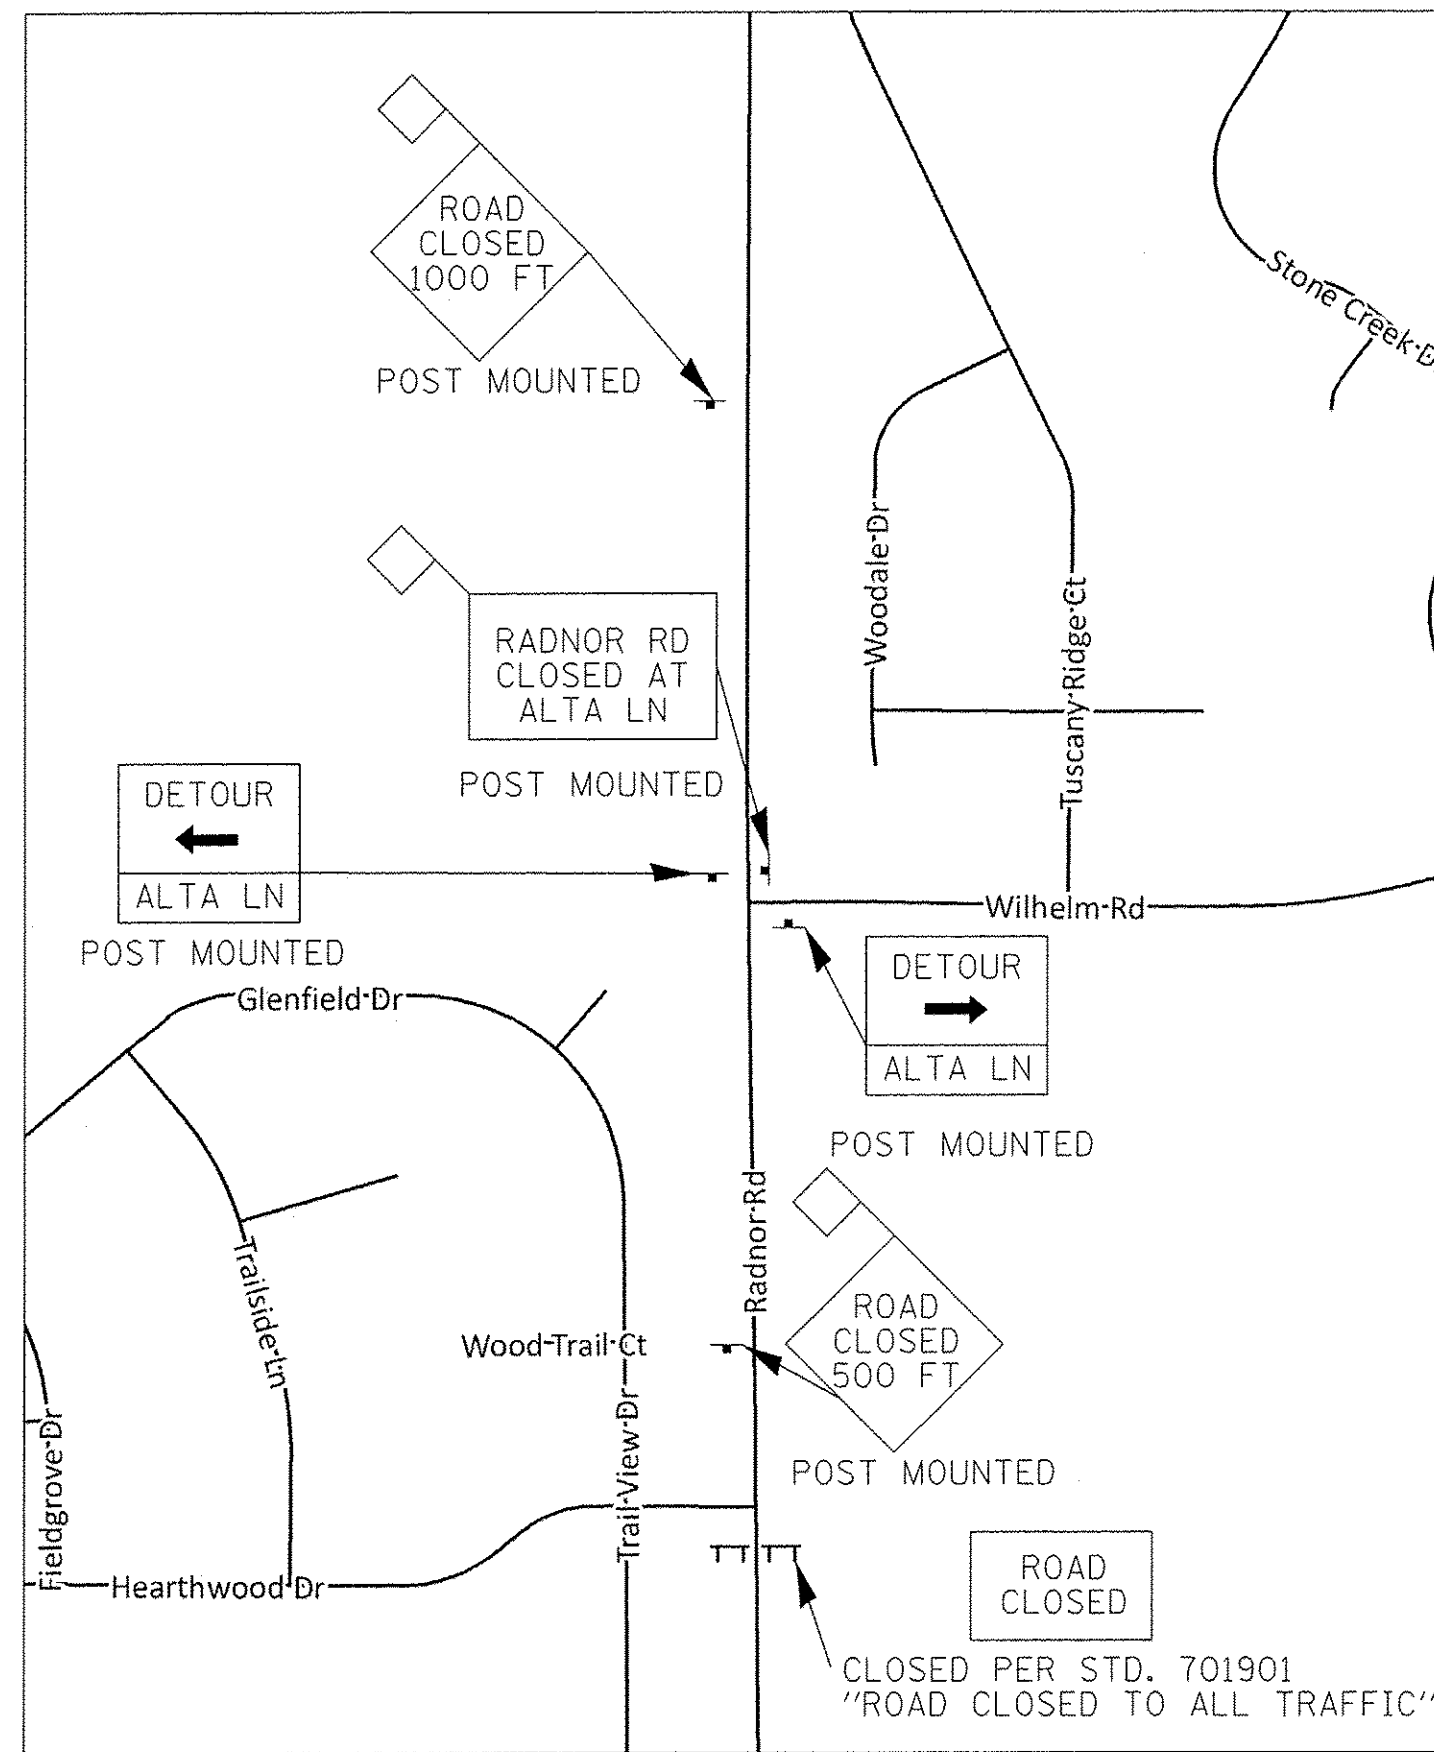 ROAD
CLOSED
1000 FT
POST MOUNTED
Stone Creek
Woodale Dr
Tuscany Ridge Ct
RADNOR RD
CLOSED AT
ALTA LN
POST MOUNTED
DETOUR
ALTA LN
POST MOUNTED
Wilhelm Rd
DETOUR
ALTA LN
POST MOUNTED
Glenfield Dr
Radnor Rd
Trailside Ln
Wood Trail Ct
ROAD
CLOSED
500 FT
POST MOUNTED
Trail View Dr
Fieldgrove Dr
Hearthwood Dr
ROAD
CLOSED
CLOSED PER STD. 701901
"ROAD CLOSED TO ALL TRAFFIC"